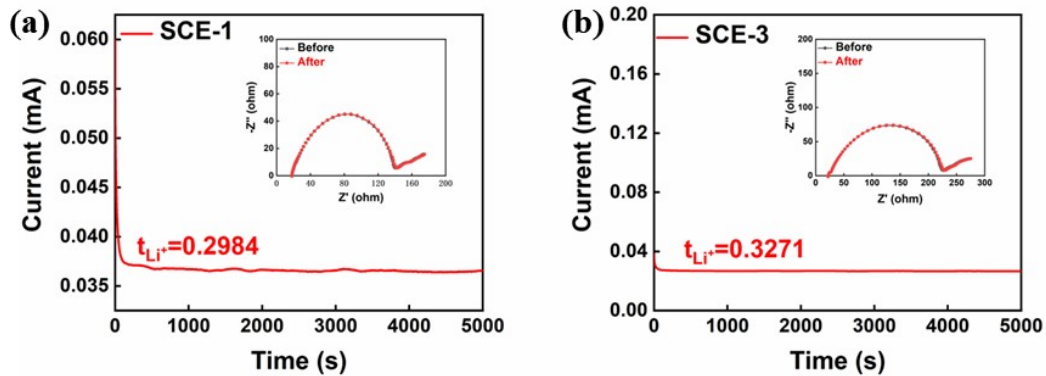 (a)
SCE-1
Before
After
-Z'' (ohm)
100
80
60
40
20
0
0 40 80 120 160 200
Z' (ohm)
tLi+=0.2984
Current (mA)
0.060
0.055
0.050
0.045
0.040
0.035
0 1000 2000 3000 4000 5000
Time (s)
(b)
SCE-3
Before
After
-Z'' (ohm)
200
150
100
50
0
0 50 100 150 200 250 300
Z' (ohm)
tLi+=0.3271
Current (mA)
0.20
0.16
0.12
0.08
0.04
0.00
0 1000 2000 3000 4000 5000
Time (s)